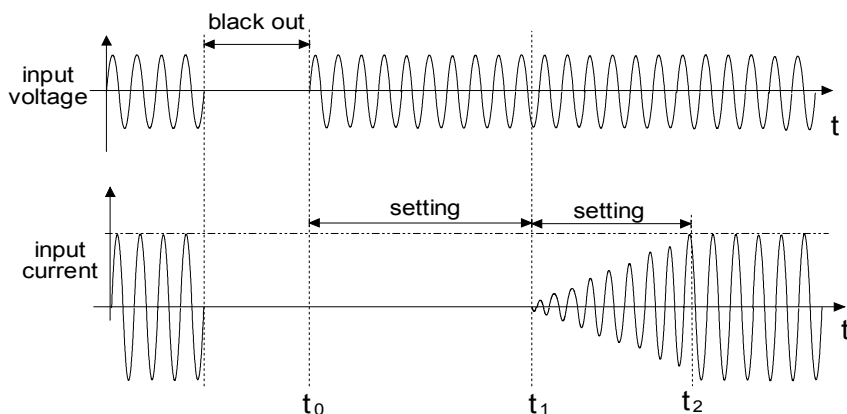 black out
input
voltage
t
setting
setting
input
current
t
t0
t1
t2